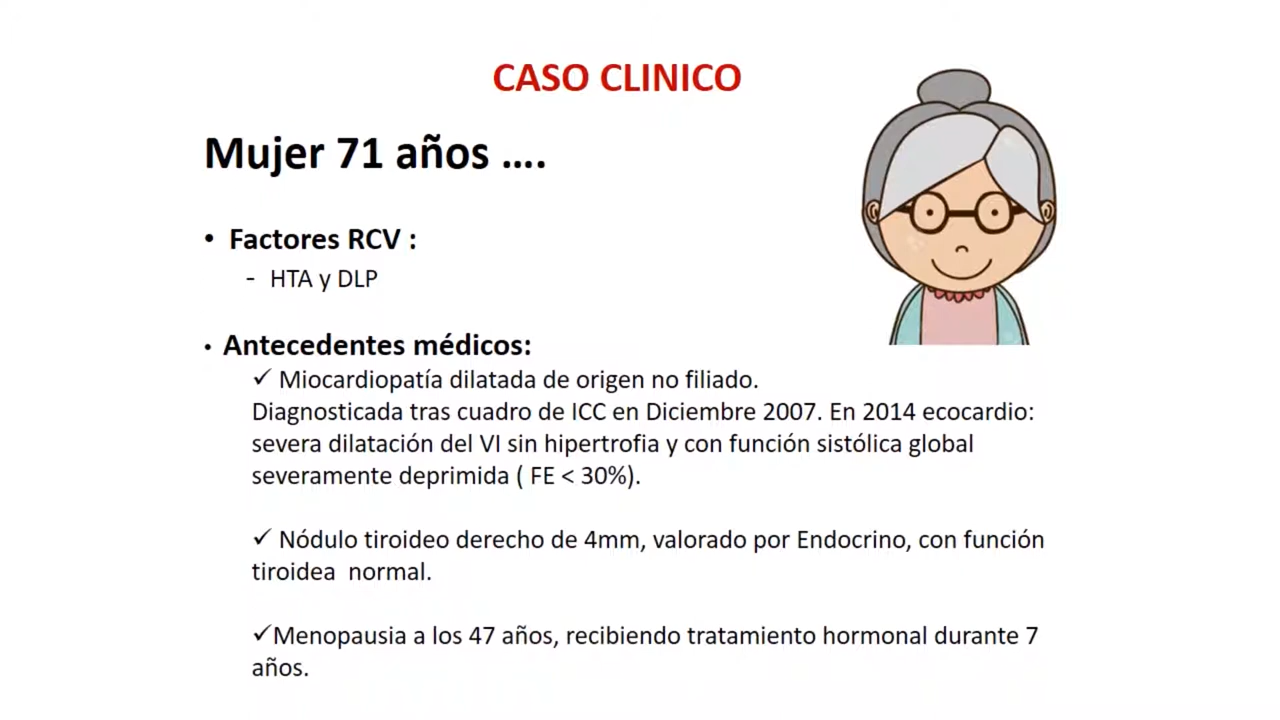 CASO CLINICO
Mujer 71 años ....
• Factores RCV :
- HTA y DLP
• Antecedentes médicos:
✓ Miocardiopatía dilatada de origen no filiado.
Diagnosticada tras cuadro de ICC en Diciembre 2007. En 2014 ecocardio:
severa dilatación del VI sin hipertrofia y con función sistólica global
severamente deprimida ( FE < 30%).
✓ Nódulo tiroideo derecho de 4mm, valorado por Endocrino, con función
tiroidea normal.
✓Menopausia a los 47 años, recibiendo tratamiento hormonal durante 7
años.